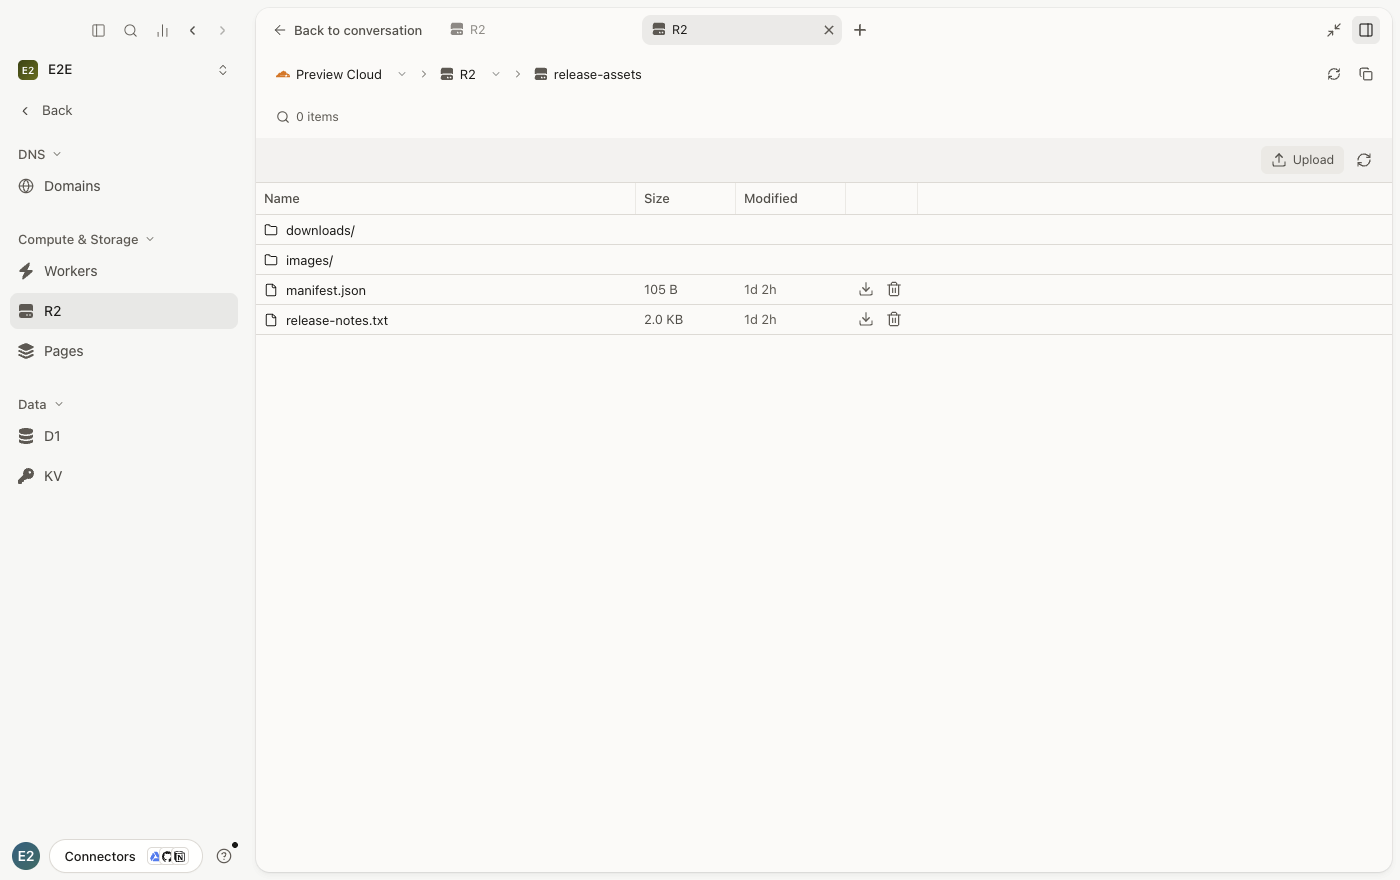 Back to conversation
R2
R2
E2 E2E
Preview Cloud
R2
release-assets
Back
0 items
DNS
Upload
Domains
Name
Size
Modified
downloads/
Compute & Storage
images/
Workers
manifest.json
105 B
1d 2h
R2
release-notes.txt
2.0 KB
1d 2h
Pages
Data
D1
KV
E2
Connectors